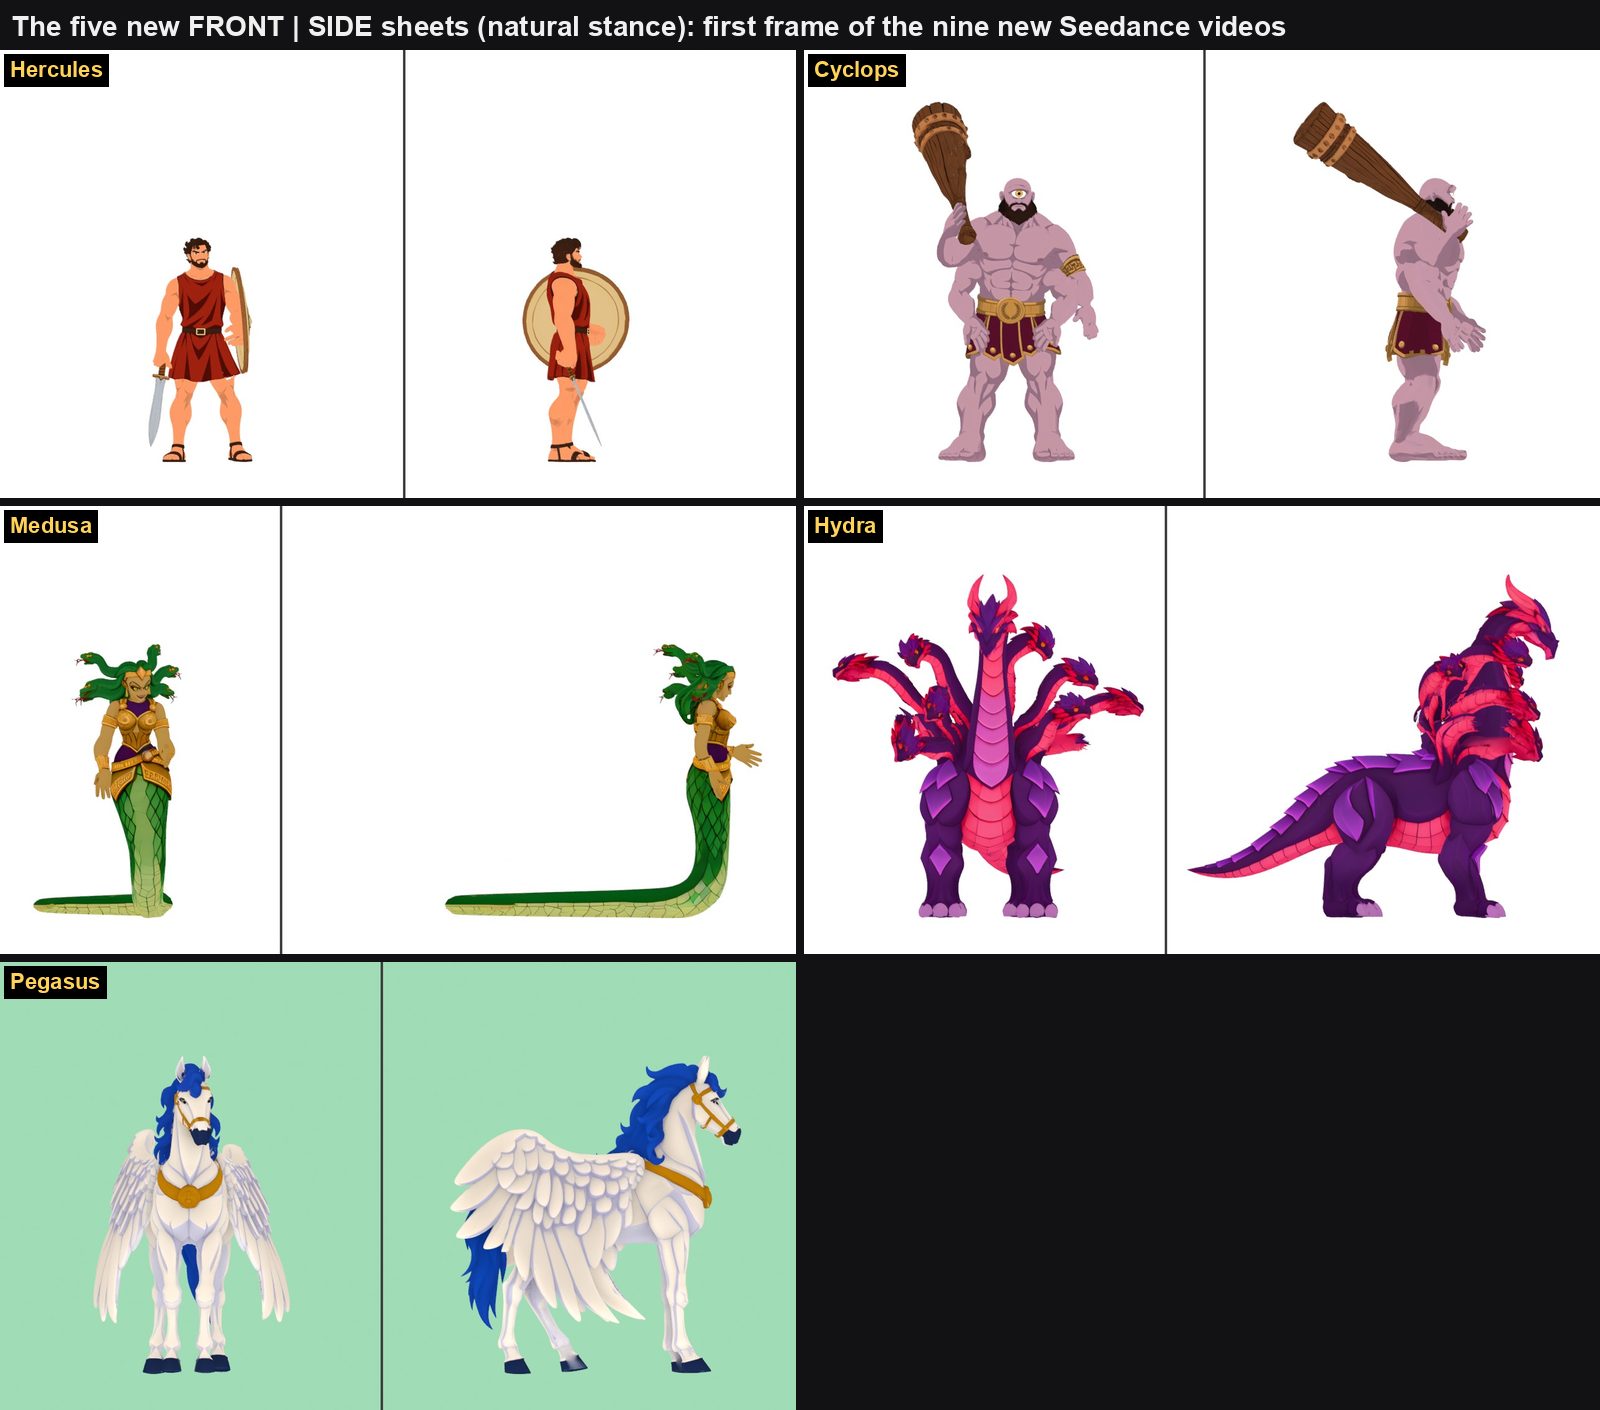 The five new FRONT | SIDE sheets (natural stance): first frame of the nine new Seedance videos
Hercules
Cyclops
Medusa
Hydra
Pegasus